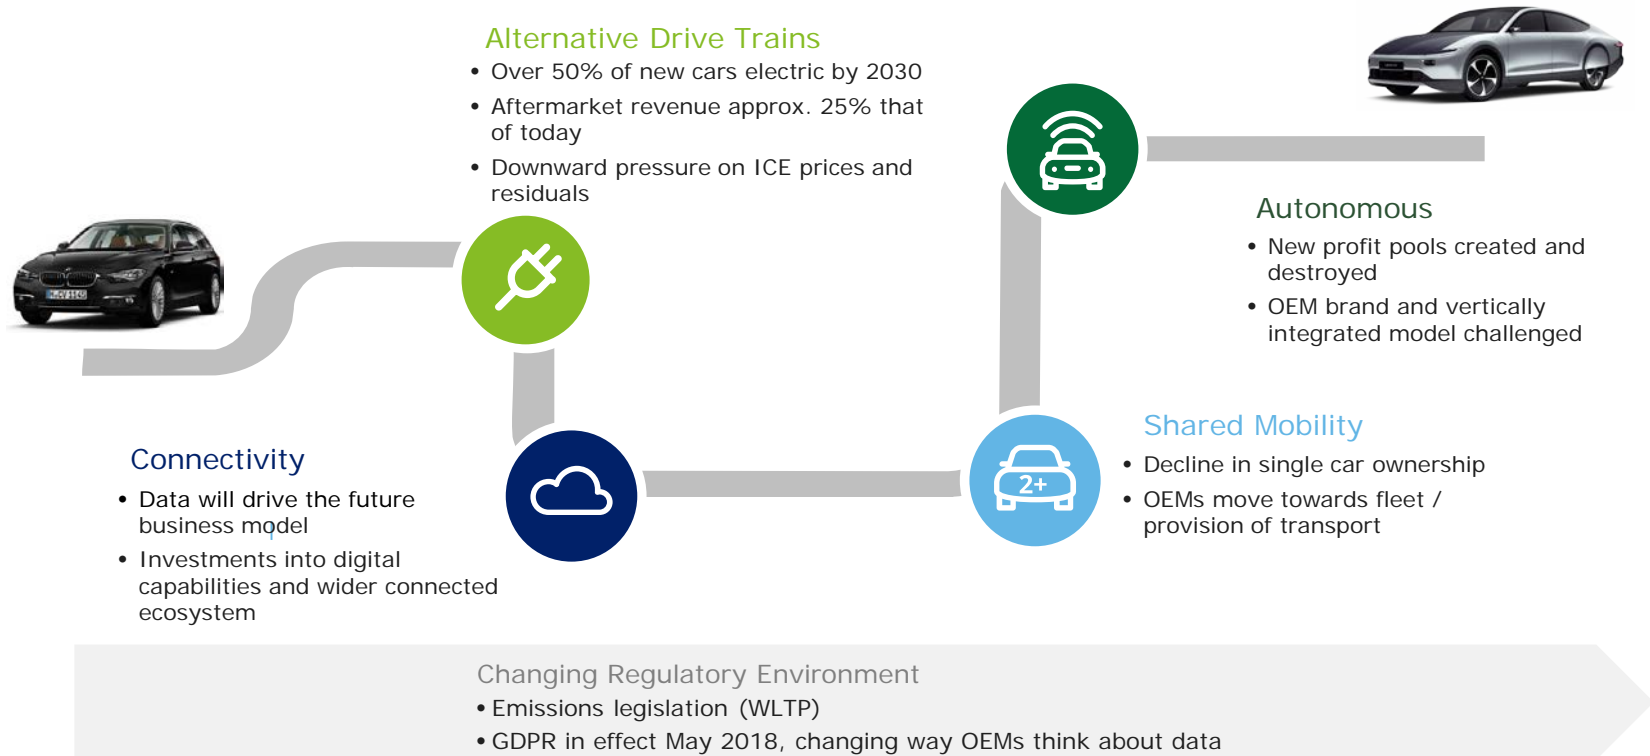 Alternative Drive Trains
• Over 50% of new cars electric by 2030
• Aftermarket revenue approx. 25% that
of today
• Downward pressure on ICE prices and
residuals
Autonomous
• New profit pools created and
destroyed
• OEM brand and vertically
integrated model challenged
Connectivity
• Data will drive the future
business model
• Investments into digital
capabilities and wider connected
ecosystem
2+
Shared Mobility
• Decline in single car ownership
• OEMs move towards fleet /
provision of transport
Changing Regulatory Environment
• Emissions legislation (WLTP)
• GDPR in effect May 2018, changing way OEMs think about data